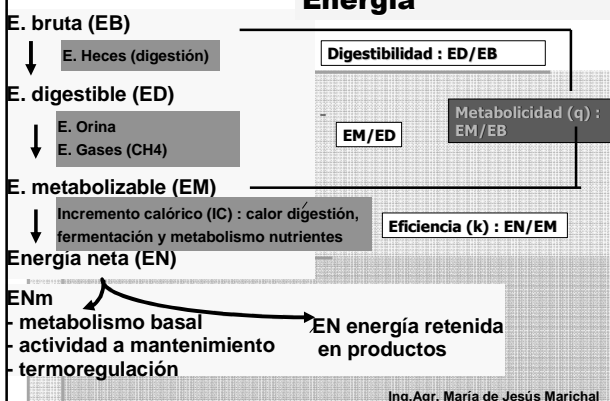 Energía
E. bruta (EB)
E. Heces (digestión)
Digestibilidad : ED/EB
E. digestible (ED)
E. Orina
E. Gases (CH4)
EM/ED
Metabolicidad (q) :
EM/EB
E. metabolizable (EM)
Incremento calórico (IC) : calor digestión,
fermentación y metabolismo nutrientes
Eficiencia (k) : EN/EM
Energía neta (EN)
ENm
- metabolismo basal
- actividad a mantenimiento
- termoregulación
EN energía retenida
en productos
Ing.Agr. María de Jesús Marichal